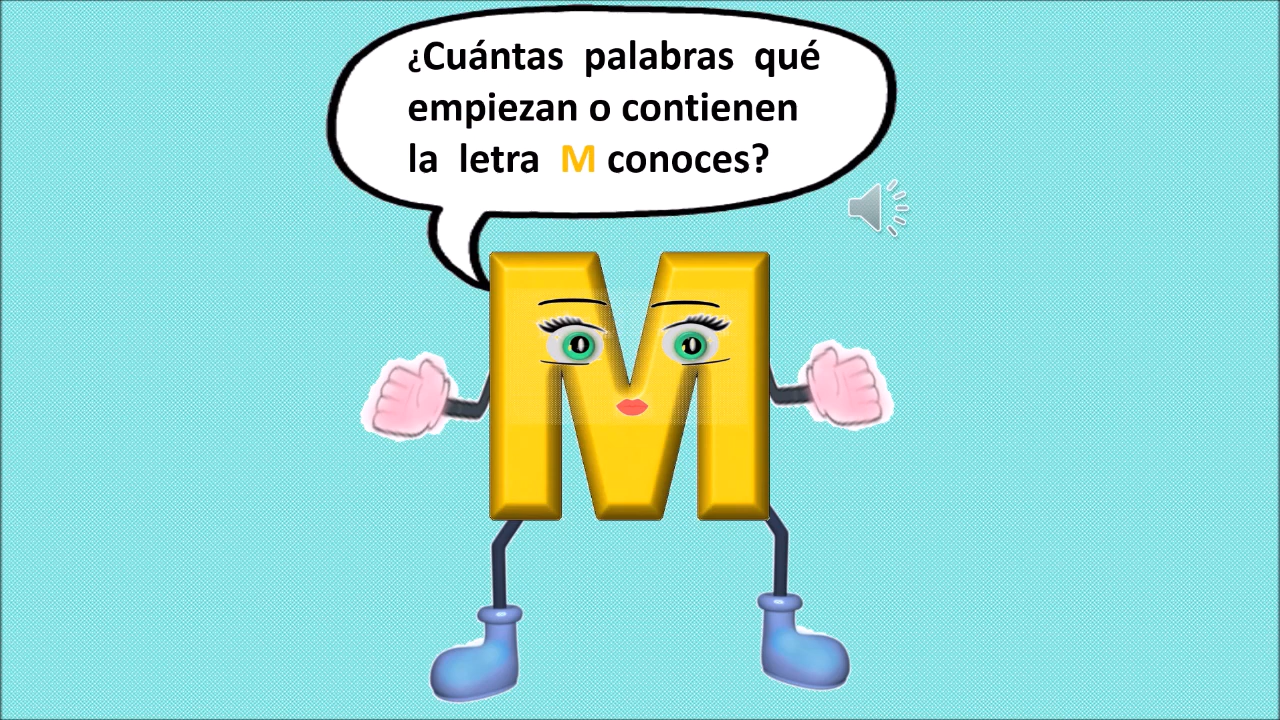 ¿Cuántas palabras qué
empiezan o contienen
la letra M conoces?
M